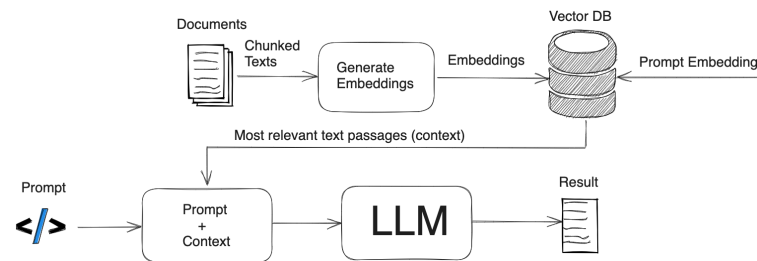 Documents
Vector DB
Chunked
Texts
Generate
Embeddings
Embeddings
Prompt Embedding
Most relevant text passages (context)
Prompt
</>
Prompt
+
Context
LLM
Result